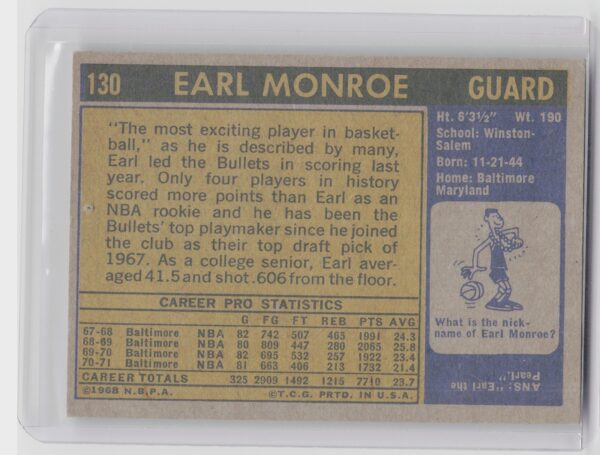 130 EARL MONROE GUARD
"The most exciting player in basket-
ball," as he is described by many,
Earl led the Bullets in scoring last
year. Only four players in history
scored more points than Earl as an
NBA rookie and he has been the
Bullets' top playmaker since he joined
the club as their top draft pick of
1967. As a college senior, Earl aver-
aged 41.5 and shot .606 from the floor.
Ht. 6'3½" Wt. 190
School: Winston-
Salem
Born: 11-21-44
Home: Baltimore
Maryland
What is the nick-
name of Earl Monroe?
ANS: "Earl the
Pearl."
CAREER PRO STATISTICS
G FG FT REB PTS AVG
67-68 Baltimore NBA 82 742 507 465 1991 24.3
68-69 Baltimore NBA 80 809 447 280 2065 25.8
69-70 Baltimore NBA 82 695 532 257 1922 23.4
70-71 Baltimore NBA 81 663 406 213 1732 21.4
CAREER TOTALS 325 2909 1492 1215 7710 23.7
©1968 N.B.P.A. ©T.C.G. PRTD. IN U.S.A.